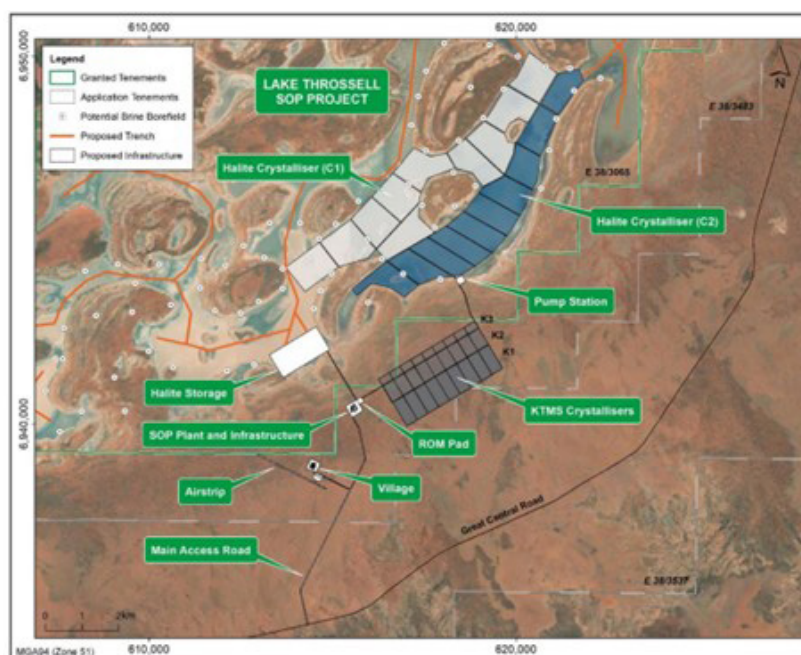 610,000
620,000
6,950,000
6,940,000
Legend
Granted Tenements
Application Tenements
Potential Brine Borefield
Proposed Trench
Proposed Infrastructure
LAKE THROSSELL
SOP PROJECT
N
E 38/3483
E 38/3065
Halite Crystalliser (C1)
Halite Crystalliser (C2)
Pump Station
K3
K2
K1
Halite Storage
KTMS Crystallisers
SOP Plant and Infrastructure
ROM Pad
Airstrip
Village
Great Central Road
Main Access Road
E 38/3537
0 1 2km
MGA94 (Zone 51)
610,000
620,000